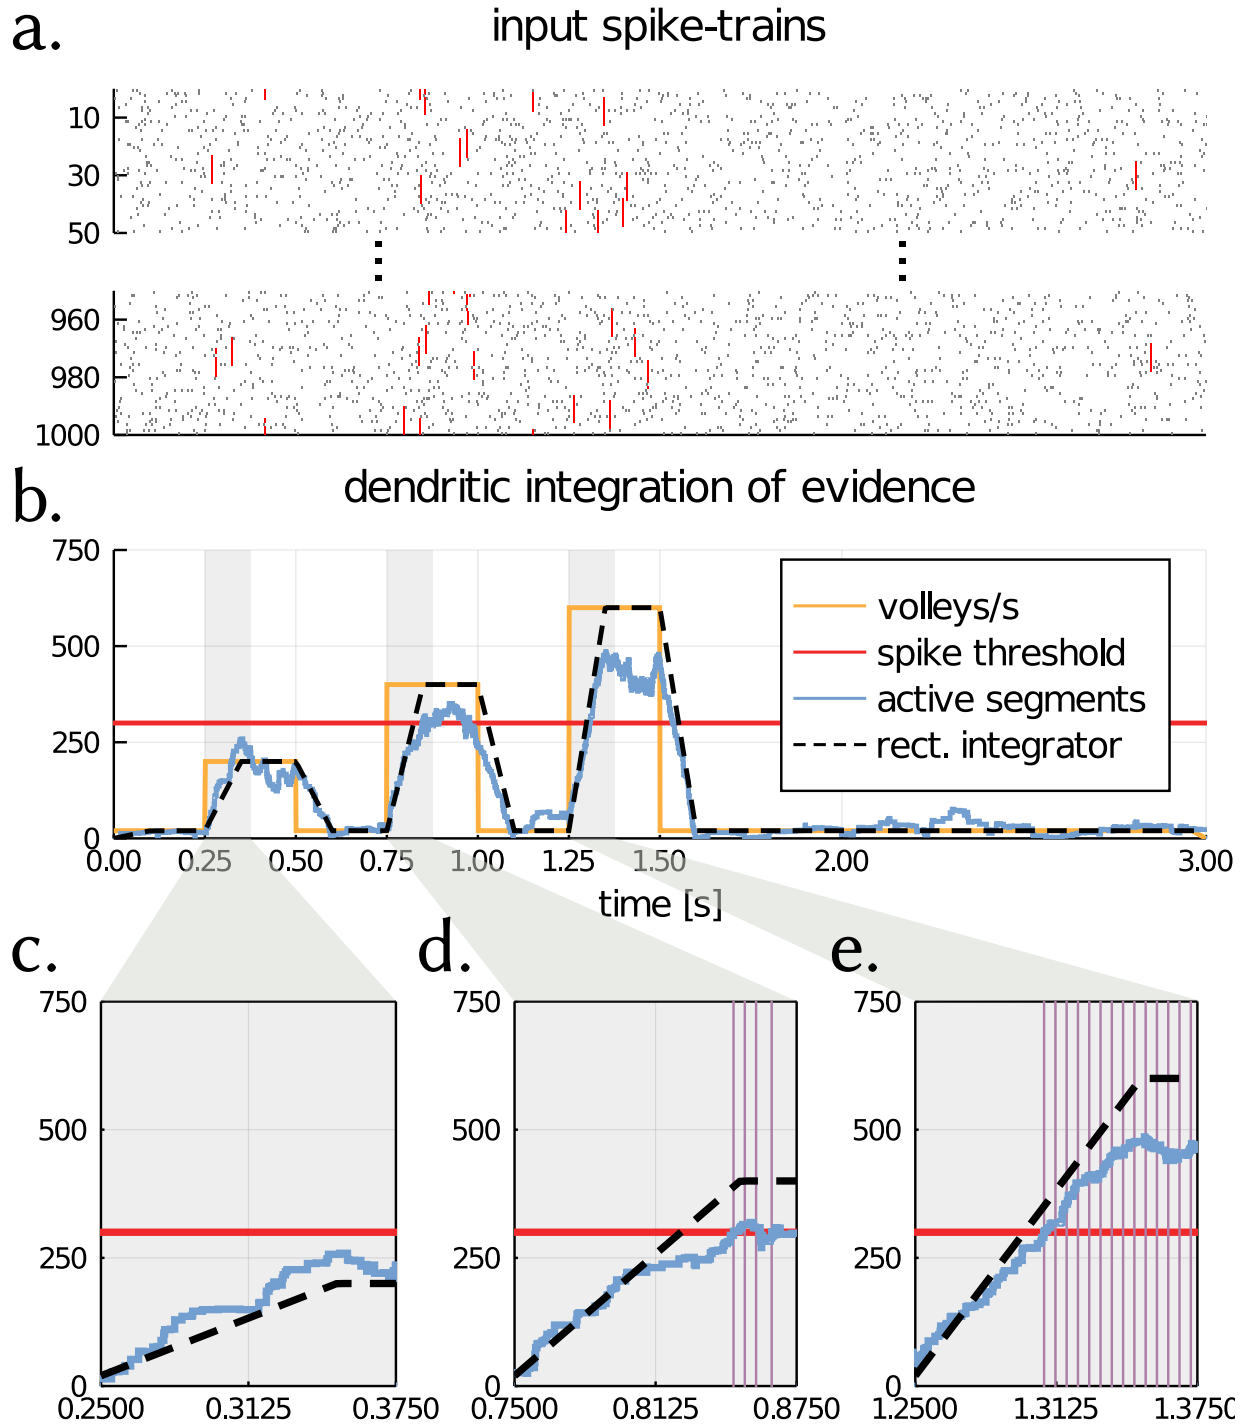 a. input spike-trains
10
30
50
960
980
1000
b. dendritic integration of evidence
750
500
250
0
volleys/s
spike threshold
active segments
rect. integrator
0.00 0.25 0.50 0.75 1.00 1.25 1.50 2.00 3.00
time [s]
c. d. e.
750 750 750
500 500 500
250 250 250
0 0 0
0.2500 0.3125 0.3750 0.7500 0.8125 0.8750 1.2500 1.3125 1.3750